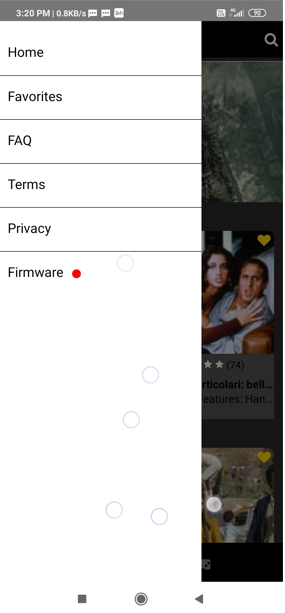 3:20 PM | 0.8KB/s
90
Home
Favorites
FAQ
Terms
Privacy
Firmware
(74)
rticolari: bell...
eatures: Han...